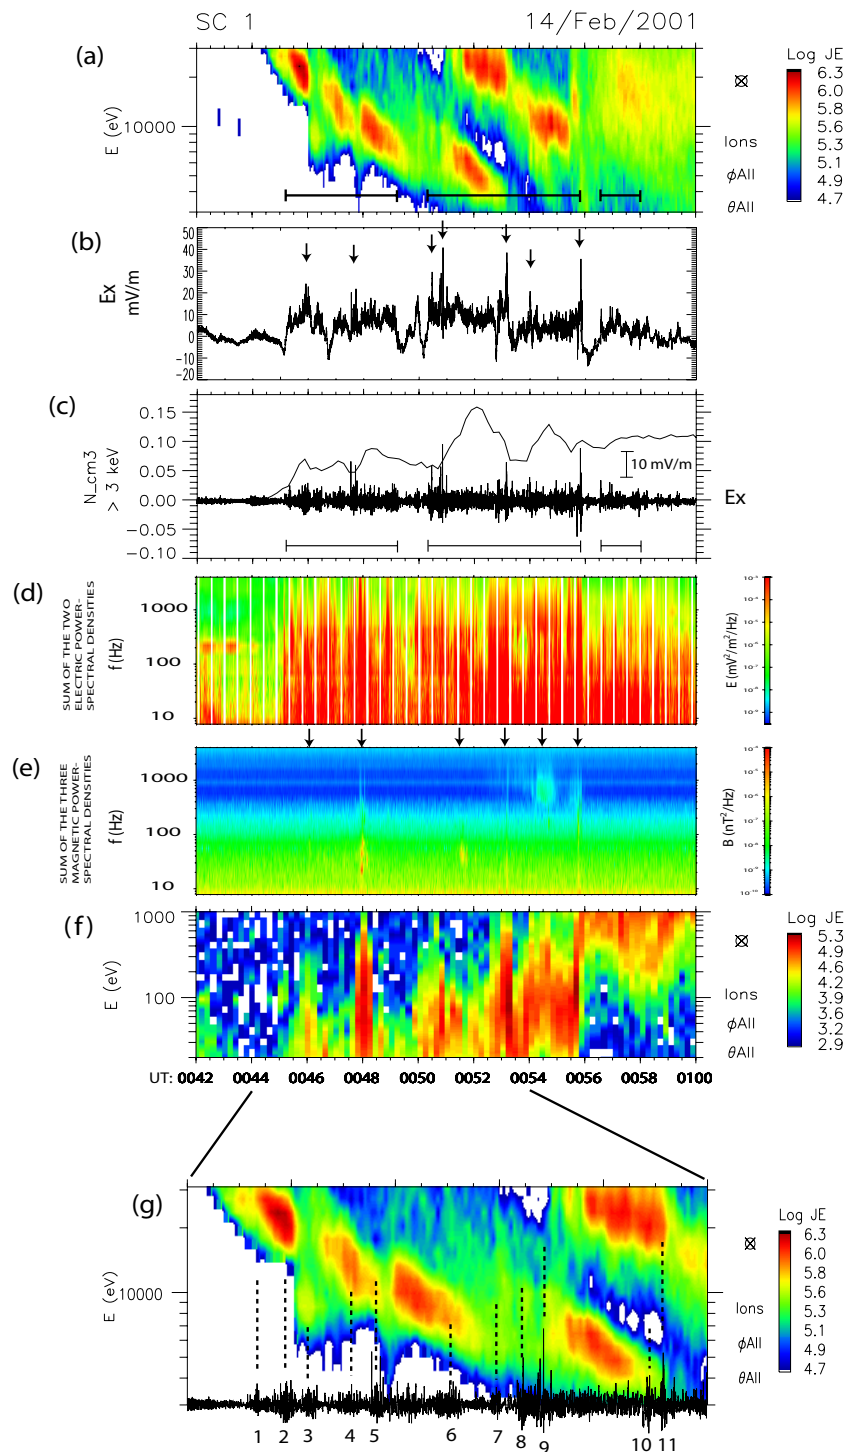 SC 1 14/Feb/2001
(a)
E (eV)
10000
Log JE
6.3
6.0
5.8
5.6
5.3
5.1
4.9
4.7
Ions
φAll
θAll
(b)
Ex
mV/m
50
40
30
20
10
0
-10
20
(c)
N_cm3
> 3 keV
0.15
0.10
0.05
0.00
-0.05
-0.10
10 mV/m
Ex
(d)
SUM OF THE TWO
ELECTRIC POWER-
SPECTRAL DENSITIES
f(Hz)
1000
100
10
E (mV²/m²/Hz)
(e)
SUM OF THE THREE
MAGNETIC POWER-
SPECTRAL DENSITIES
f(Hz)
1000
100
10
B (nT²/Hz)
(f)
E (eV)
1000
100
Log JE
5.3
4.9
4.6
4.2
3.9
3.6
3.2
2.9
Ions
φAll
θAll
UT: 0042 0044 0046 0048 0050 0052 0054 0056 0058 0100
(g)
E (eV)
10000
Log JE
6.3
6.0
5.8
5.6
5.3
5.1
4.9
4.7
Ions
φAll
θAll
1 2 3 4 5 6 7 8 9 10 11